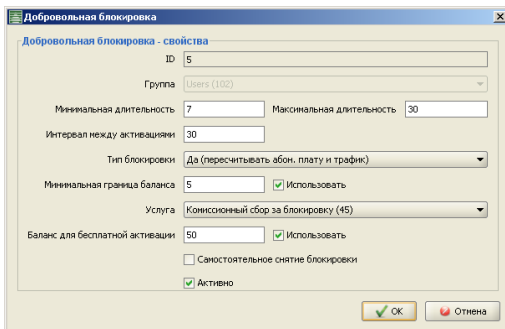 Добровольная блокировка
Добровольная блокировка - свойства
ID 5
Группа Users (102)
Минимальная длительность 7 Максимальная длительность 30
Интервал между активациями 30
Тип блокировки Да (пересчитывать абон. плату и трафик)
Минимальная граница баланса 5 Использовать
Услуга Комиссионный сбор за блокировку (45)
Баланс для бесплатной активации 50 Использовать
Самостоятельное снятие блокировки
Активно
OK Отмена